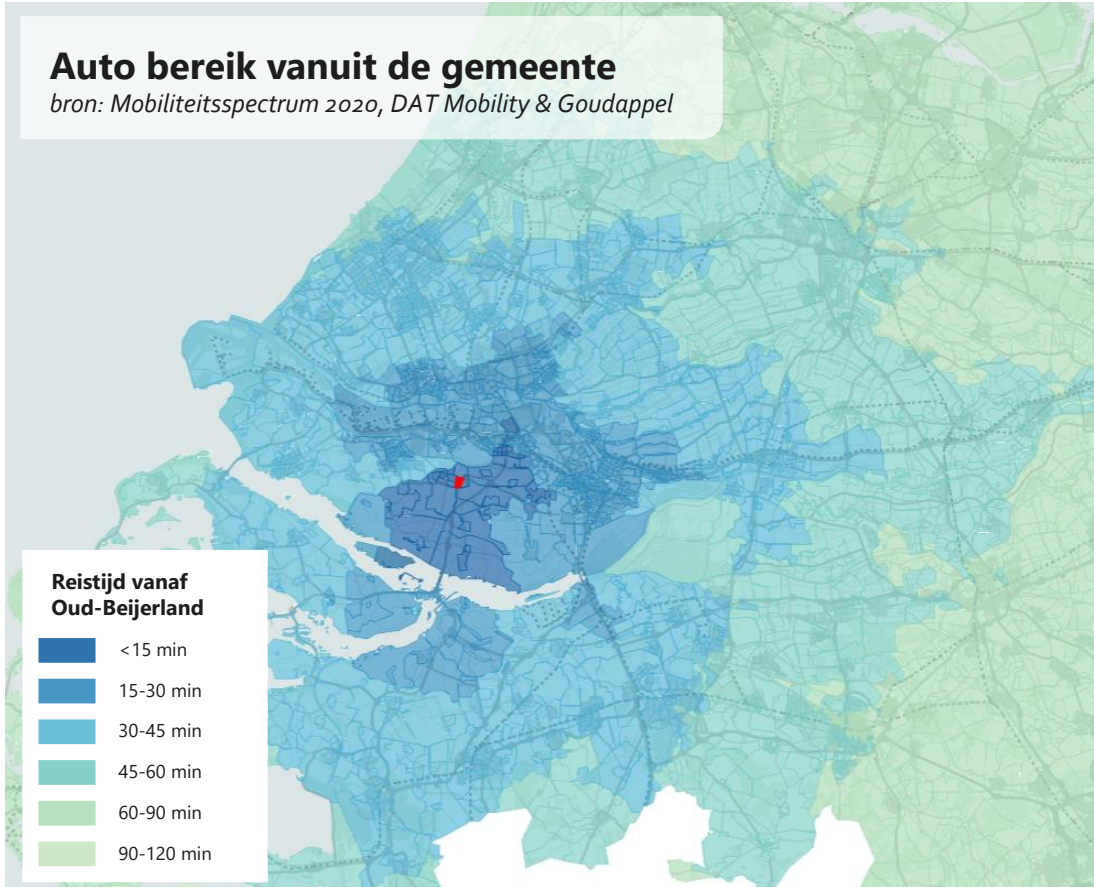 Auto bereik vanuit de gemeente
bron: Mobiliteitsspectrum 2020, DAT Mobility & Goudappel
Reistijd vanaf
Oud-Beijerland
<15 min
15-30 min
30-45 min
45-60 min
60-90 min
90-120 min